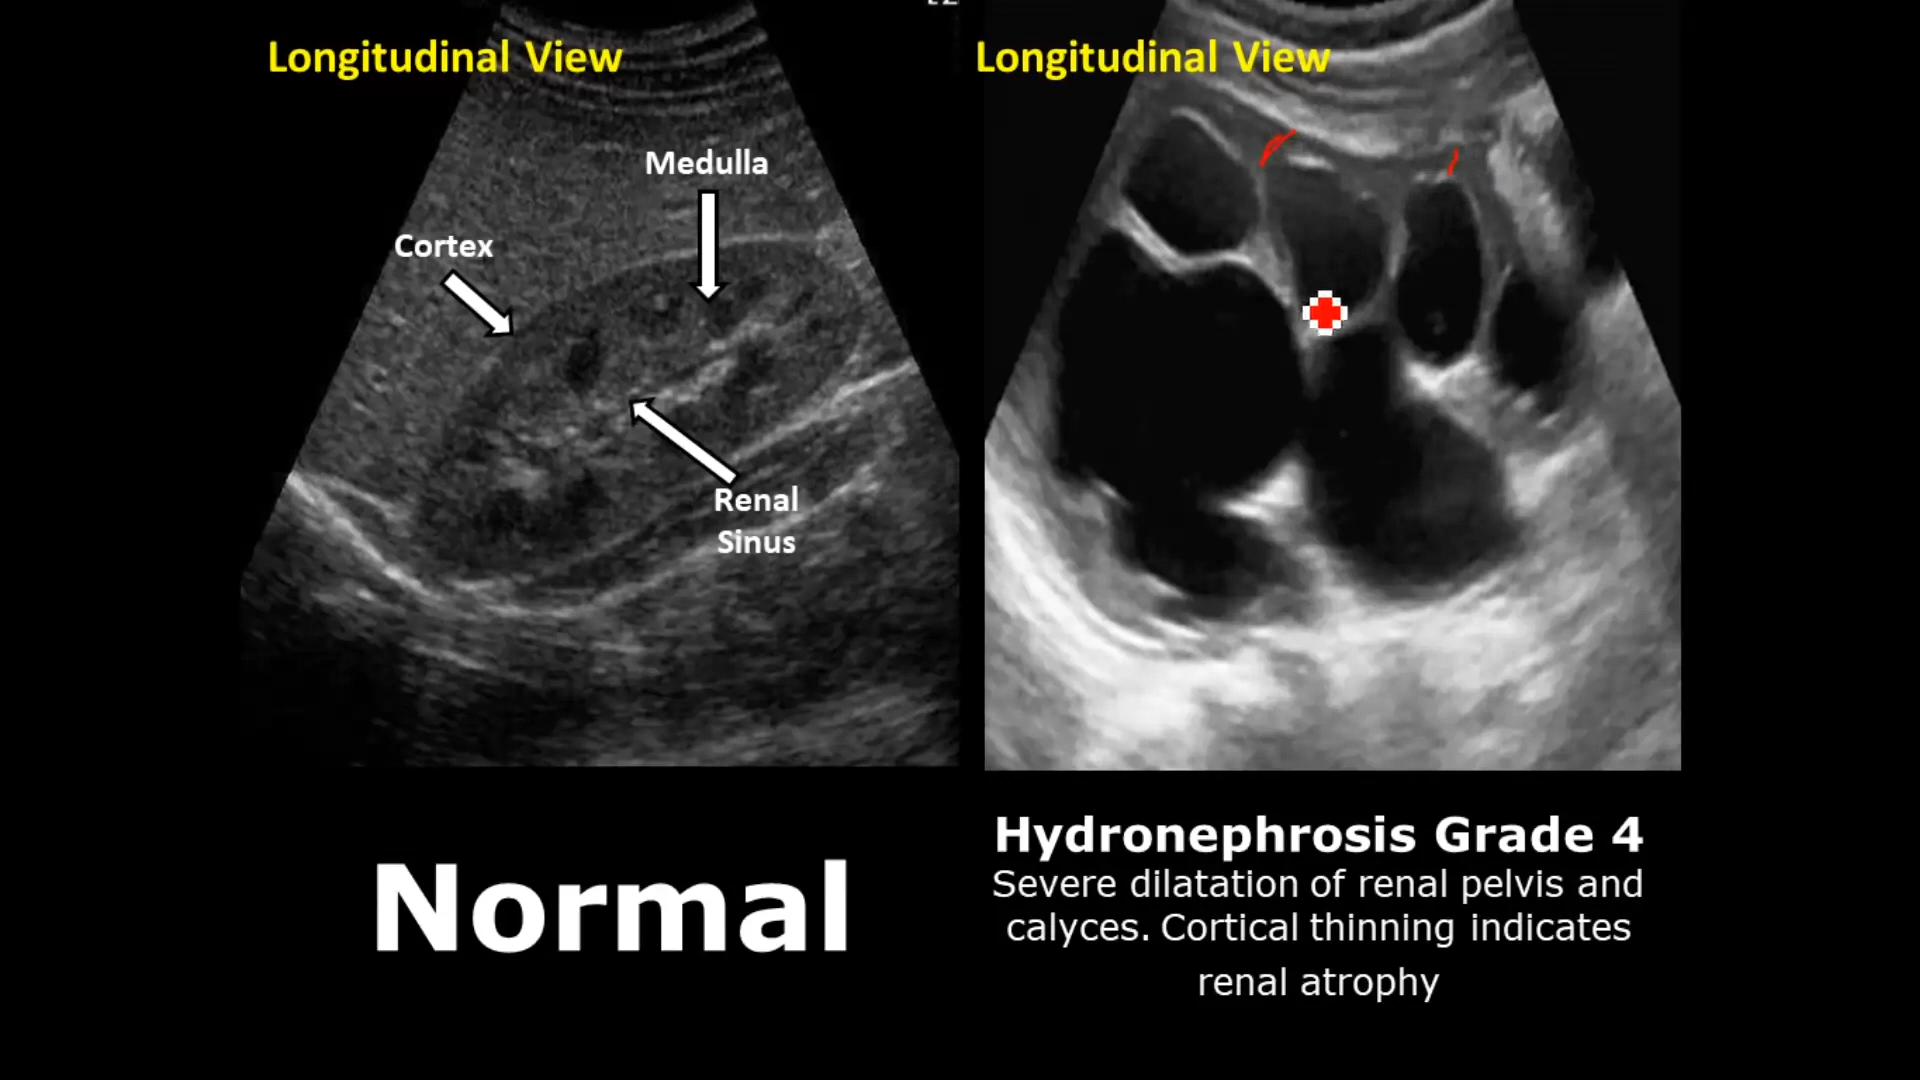 Longitudinal View
Medulla
Cortex
Renal
Sinus
Normal
Longitudinal View
Hydronephrosis Grade 4
Severe dilatation of renal pelvis and
calyces. Cortical thinning indicates
renal atrophy